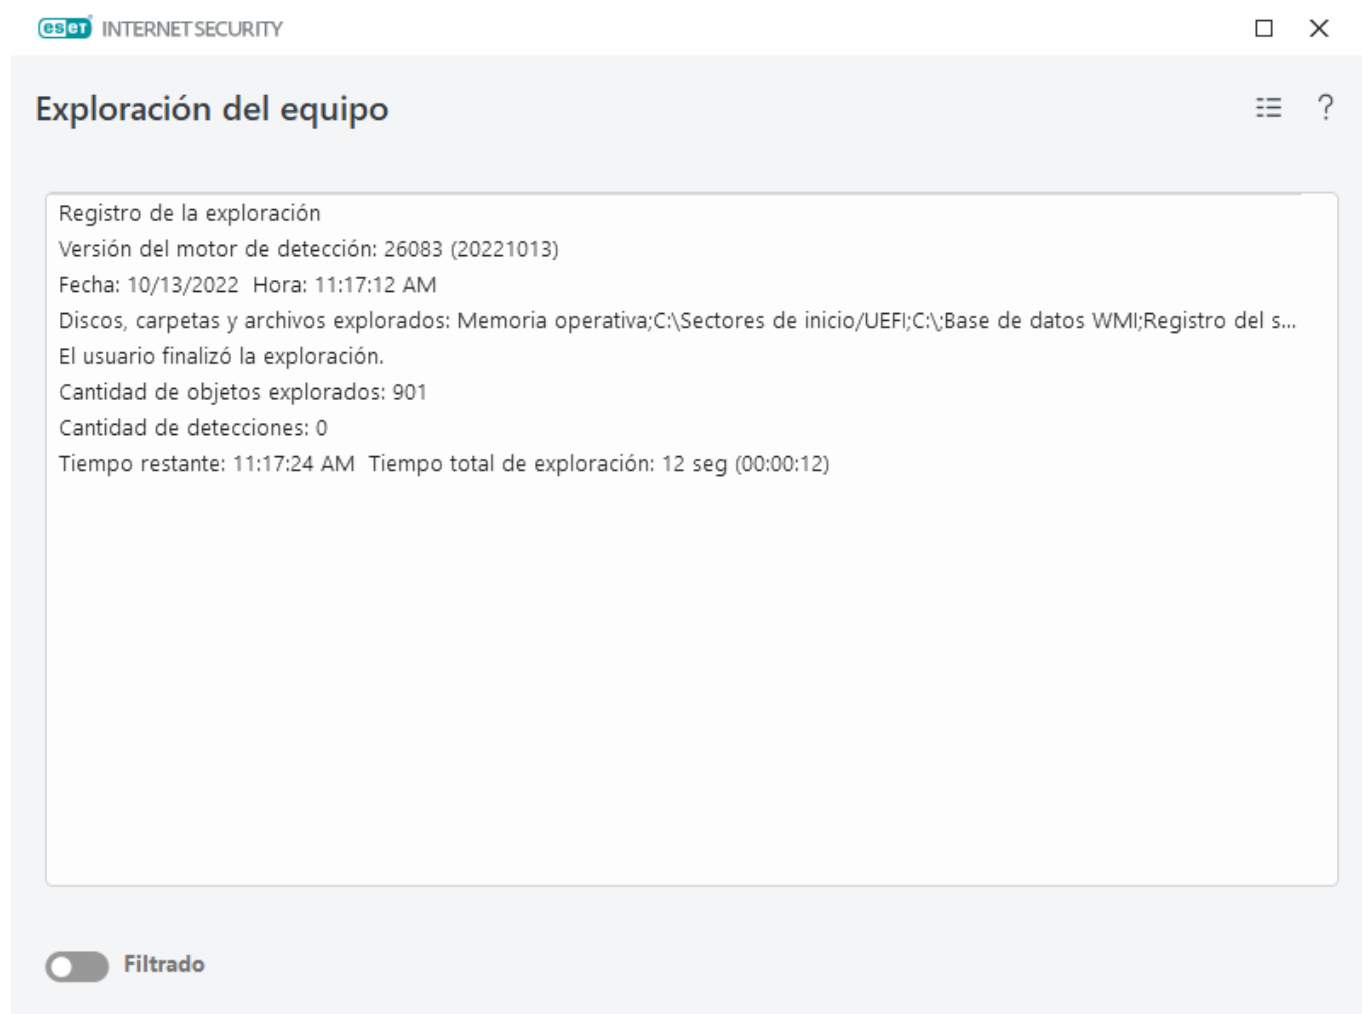 eset INTERNET SECURITY
Exploración del equipo
?
Registro de la exploración
Versión del motor de detección: 26083 (20221013)
Fecha: 10/13/2022 Hora: 11:17:12 AM
Discos, carpetas y archivos explorados: Memoria operativa;C:\Sectores de inicio/UEFI;C:\;Base de datos WMI;Registro del s...
El usuario finalizó la exploración.
Cantidad de objetos explorados: 901
Cantidad de detecciones: 0
Tiempo restante: 11:17:24 AM Tiempo total de exploración: 12 seg (00:00:12)
Filtrado